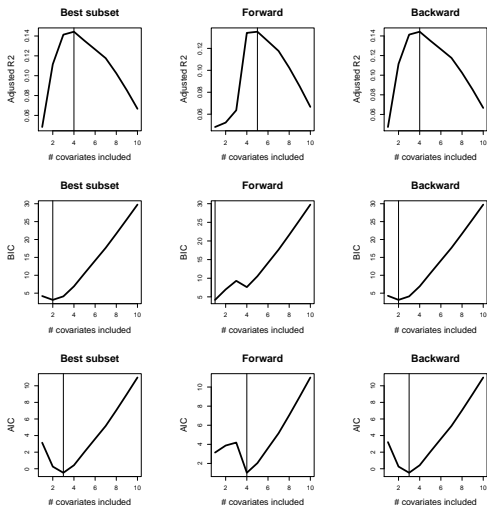 Best subset
Forward
Backward
Adjusted R2
0.06 0.08 0.10 0.12 0.14
2 4 6 8 10
# covariates included
Adjusted R2
0.06 0.08 0.10 0.12
2 4 6 8 10
# covariates included
Adjusted R2
0.06 0.08 0.10 0.12 0.14
2 4 6 8 10
# covariates included
Best subset
Forward
Backward
BIC
5 10 15 20 25 30
2 4 6 8 10
# covariates included
BIC
5 10 15 20 25 30
2 4 6 8 10
# covariates included
BIC
5 10 15 20 25 30
2 4 6 8 10
# covariates included
Best subset
Forward
Backward
AIC
0 2 4 6 8 10
2 4 6 8 10
# covariates included
AIC
2 4 6 8 10
2 4 6 8 10
# covariates included
AIC
0 2 4 6 8 10
2 4 6 8 10
# covariates included